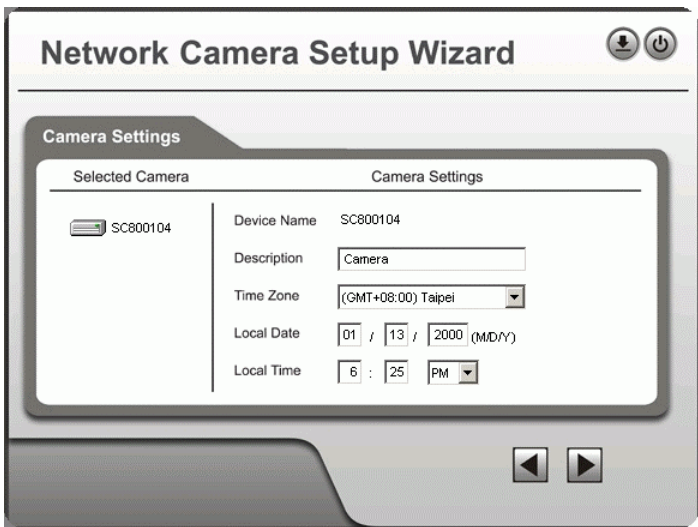 Network Camera Setup Wizard
Camera Settings
Selected Camera
Camera Settings
SC800104
Device Name SC800104
Description Camera
Time Zone (GMT+08:00) Taipei
Local Date 01 / 13 / 2000 (M/D/Y)
Local Time 6 : 25 PM